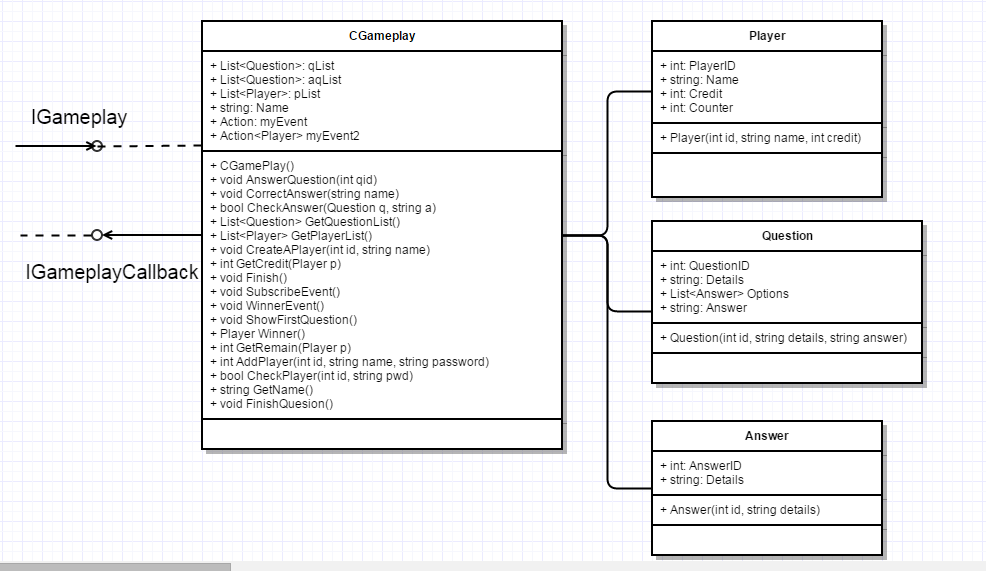 IGameplay
IGameplayCallback
CGameplay
+ List<Question>: qList
+ List<Question>: aqList
+ List<Player>: pList
+ string: Name
+ Action: myEvent
+ Action<Player> myEvent2
+ CGamePlay()
+ void AnswerQuestion(int qid)
+ void CorrectAnswer(string name)
+ bool CheckAnswer(Question q, string a)
+ List<Question> GetQuestionList()
+ List<Player> GetPlayerList()
+ void CreateAPlayer(int id, string name)
+ int GetCredit(Player p)
+ void Finish()
+ void SubscribeEvent()
+ void WinnerEvent()
+ void ShowFirstQuestion()
+ Player Winner()
+ int GetRemain(Player p)
+ int AddPlayer(int id, string name, string password)
+ bool CheckPlayer(int id, string pwd)
+ string GetName()
+ void FinishQuesion()
Player
+ int: PlayerID
+ string: Name
+ int: Credit
+ int: Counter
+ Player(int id, string name, int credit)
Question
+ int: QuestionID
+ string: Details
+ List<Answer> Options
+ string: Answer
+ Question(int id, string details, string answer)
Answer
+ int: AnswerID
+ string: Details
+ Answer(int id, string details)